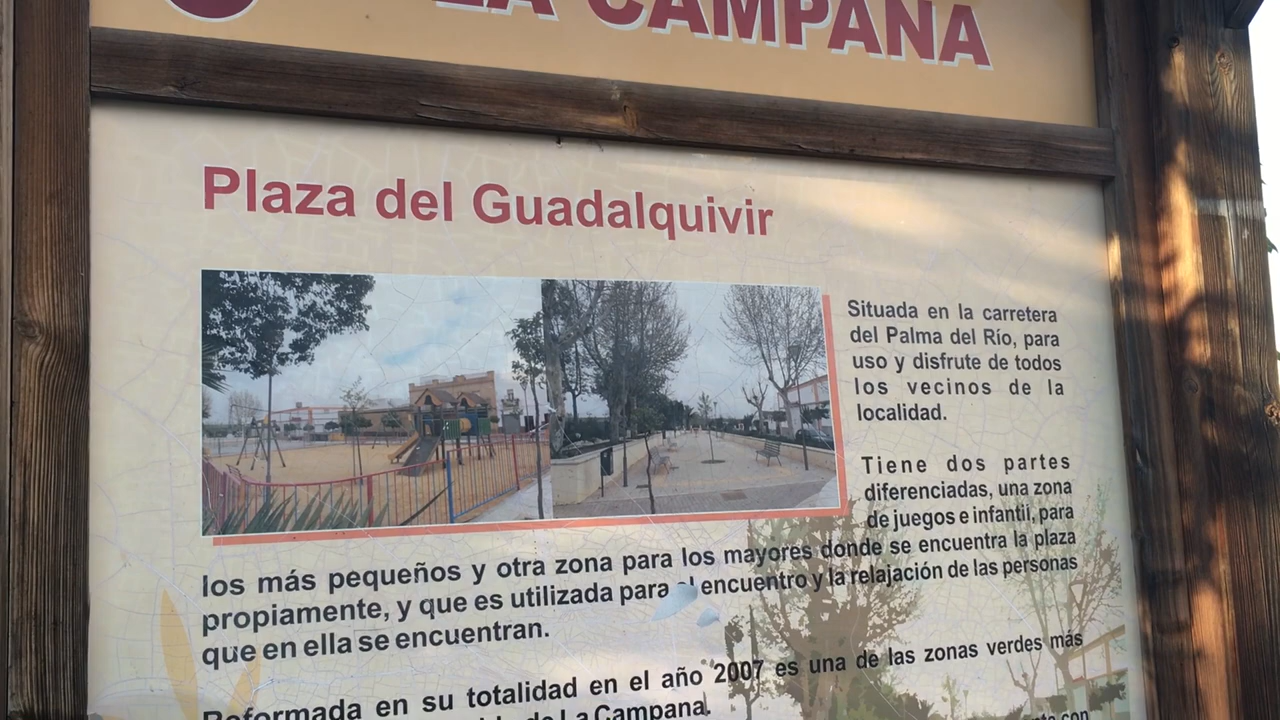 LA CAMPANA
Plaza del Guadalquivir
Situada en la carretera
del Palma del Río, para
uso y disfrute de todos
los vecinos de la
localidad.
Tiene dos partes
diferenciadas, una zona
de juegos e infantil, para
los más pequeños y otra zona para los mayores donde se encuentra la plaza
propiamente, y que es utilizada para el encuentro y la relajación de las personas
que en ella se encuentran.
Reformada en su totalidad en el año 2007 es una de las zonas verdes más
de La Campana.
con